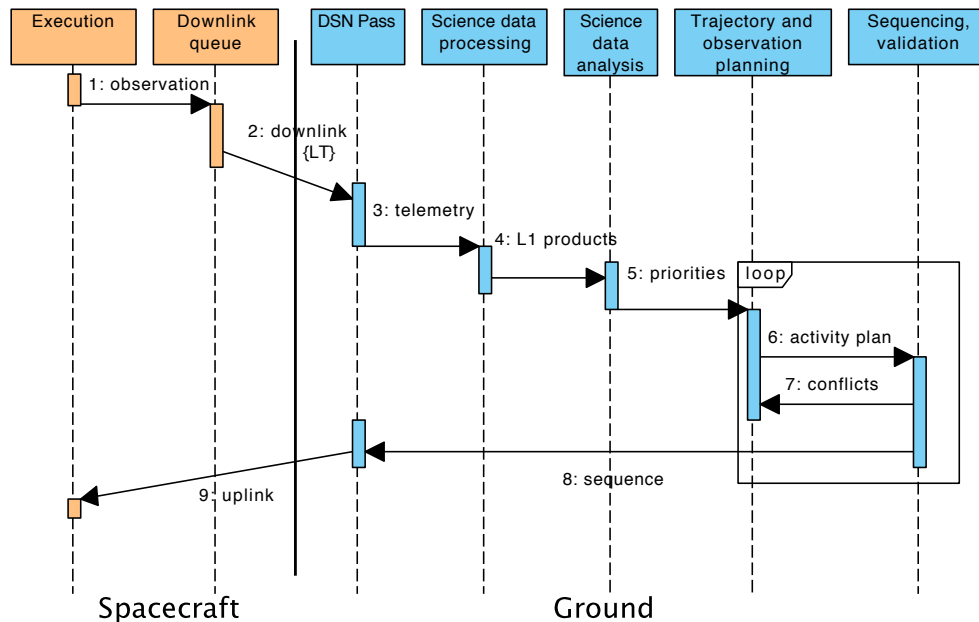 Execution
Downlink
queue
DSN Pass
Science data
processing
Science
data
analysis
Trajectory and
observation
planning
Sequencing,
validation
1: observation
2: downlink
{LT}
3: telemetry
4: L1 products
5: priorities
loop
6: activity plan
7: conflicts
8: sequence
9: uplink
Spacecraft
Ground